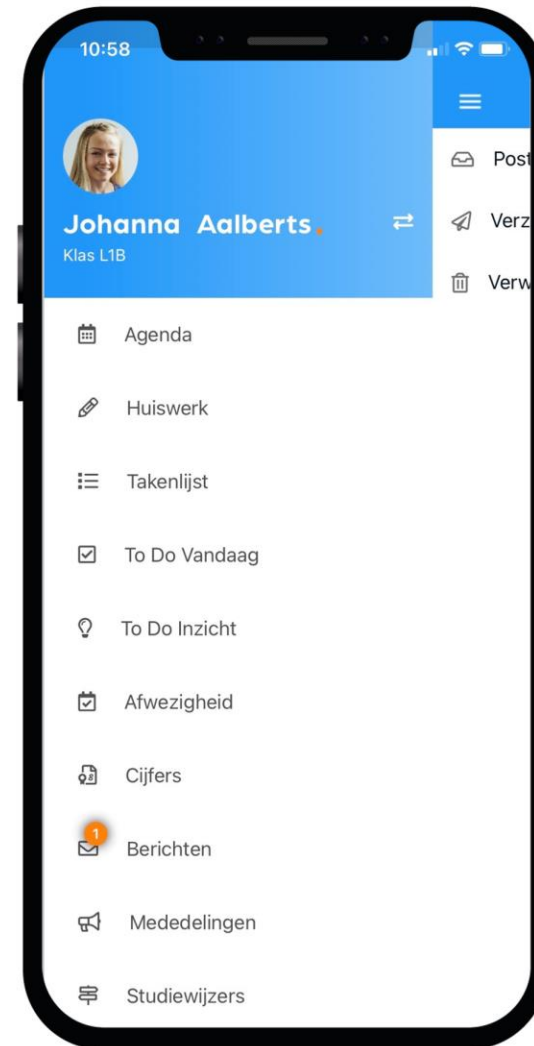 10:58
Johanna Aalberts.
Klas L1B
Agenda
Huiswerk
Takenlijst
To Do Vandaag
To Do Inzicht
Afwezigheid
Cijfers
1
Berichten
Mededelingen
Studiewijzers
Post
Verz
Verw